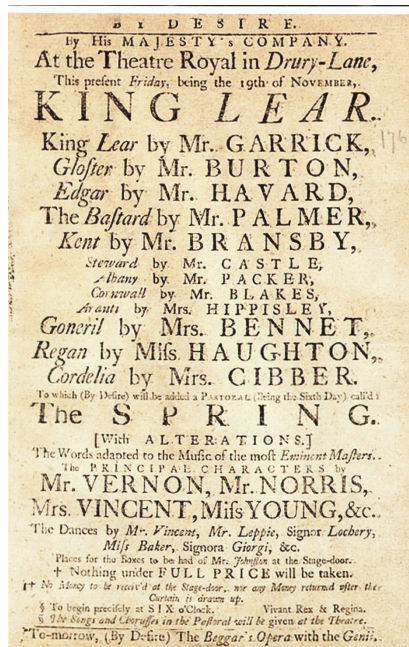 BY DESIRE.
By His MAJESTY's COMPANY.
At the Theatre Royal in Drury-Lane,
This present Friday, being the 19th of NOVEMBER,
KING LEAR.
King Lear by Mr. GARRICK,
176
Gloſter by Mr. BURTON,
Edgar by Mr. HAVARD,
The Baſtard by Mr. PALMER,
Kent by Mr. BRANSBY,
Steward by Mr. CASTLE,
Albany by Mr. PACKER,
Cornwall by Mr. BLAKES,
Arante by Mrs. HIPPISLEY,
Goneril by Mrs. BENNET,
Regan by Miſs HAUGHTON,
Cordelia by Mrs. CIBBER.
To which (By Deſire) will be added a PASTORAL (Being the Sixth Day) call'd
The SPRING.
[With ALTERATIONS.]
The Words adapted to the Muſic of the moſt Eminent Maſters.
The PRINCIPAL CHARACTERS by
Mr. VERNON, Mr. NORRIS,
Mrs. VINCENT, Miſs YOUNG, &c.
The Dances by Mr. Vincent, Mr. Leppie, Signor Lochery,
Miſs Baker, Signora Giorgi, &c.
Places for the Boxes to be had of Mr. Johnſton at the Stage-door.
† Nothing under FULL PRICE will be taken.
†† No Money to be receiv'd at the Stage-door, nor any Money returned after the
Curtain is drawn up.
§ To begin preciſely at SIX o'Clock. Vivant Rex & Regina.
§ The Songs and Choruſſes in the Paſtoral will be given at the Theatre.
To-morrow, (By Deſire) The Beggar's Opera with the Genii.